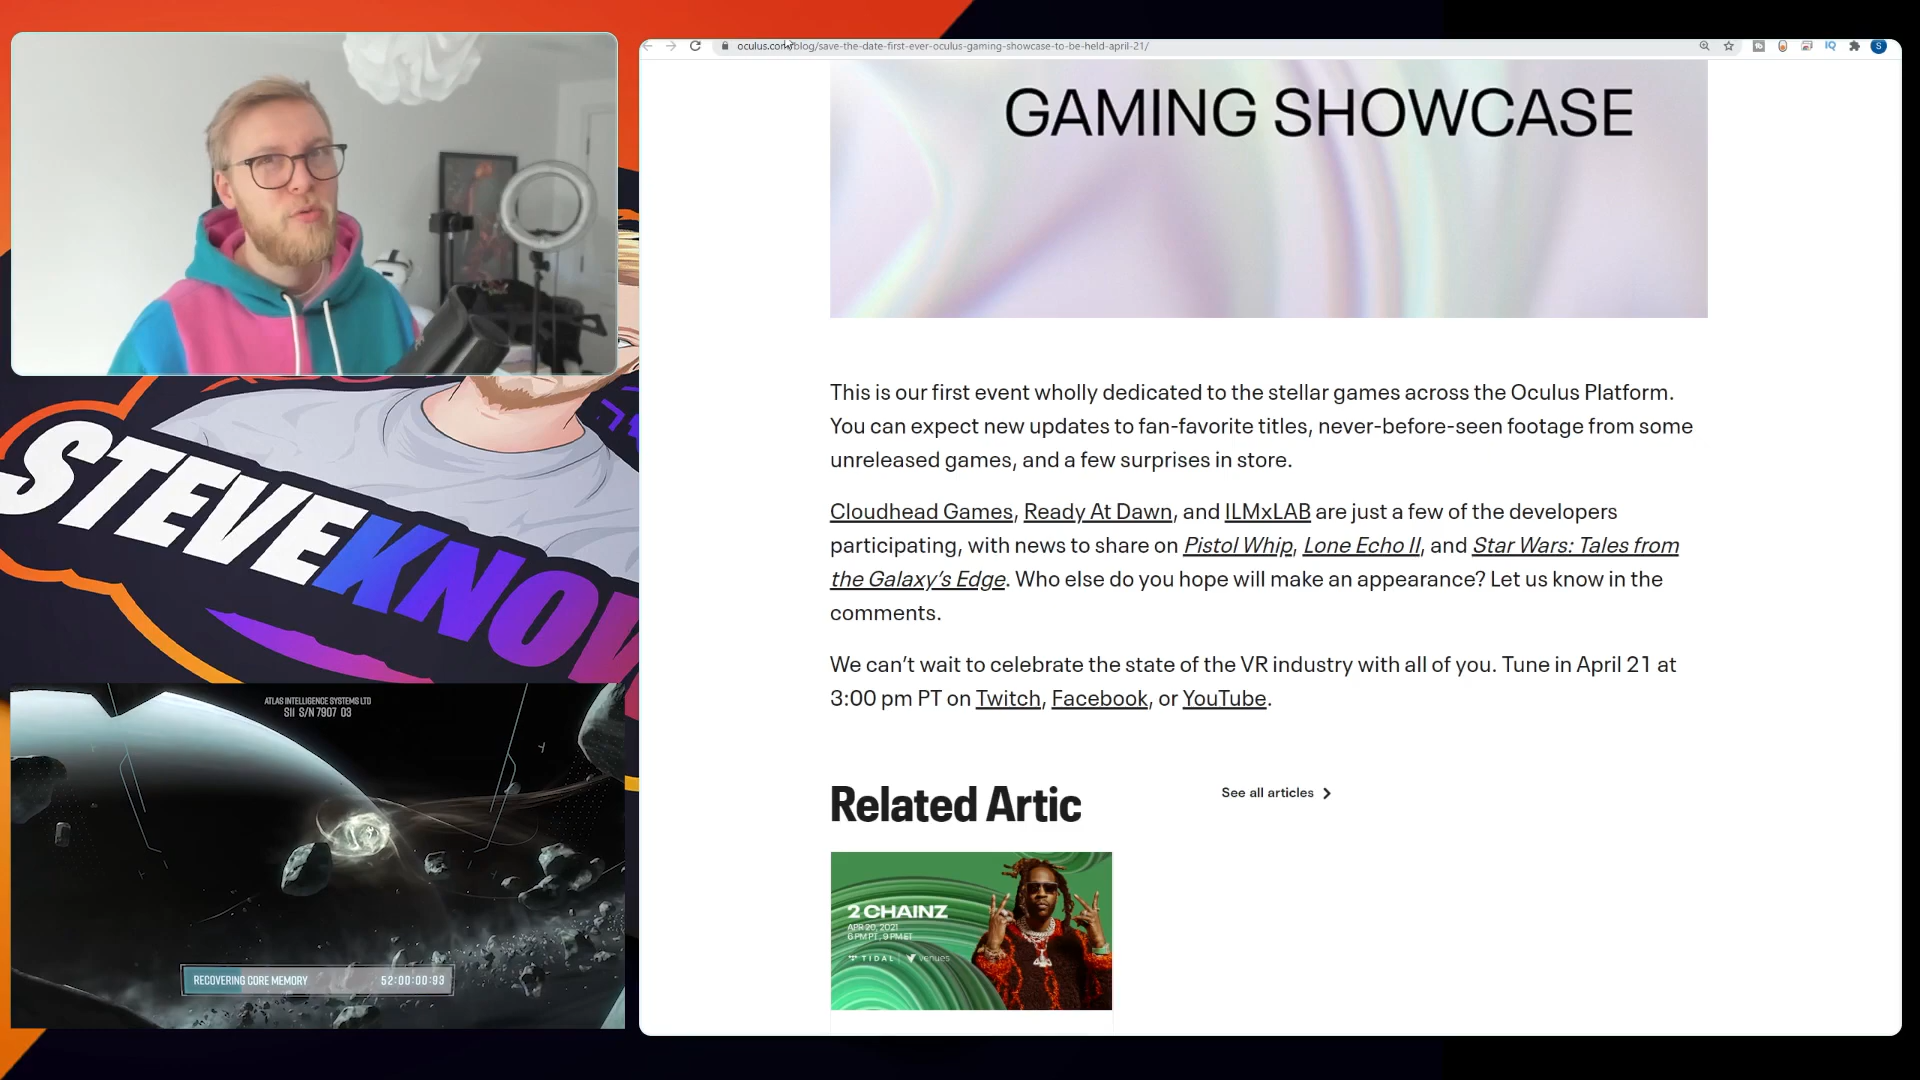 oculus.com/blog/save-the-date-first-ever-oculus-gaming-showcase-to-be-held-april-21/
IQ
S
GAMING SHOWCASE
This is our first event wholly dedicated to the stellar games across the Oculus Platform.
You can expect new updates to fan-favorite titles, never-before-seen footage from some
unreleased games, and a few surprises in store.
Cloudhead Games, Ready At Dawn, and ILMxLAB are just a few of the developers
participating, with news to share on Pistol Whip, Lone Echo II, and Star Wars: Tales from
the Galaxy’s Edge. Who else do you hope will make an appearance? Let us know in the
comments.
We can’t wait to celebrate the state of the VR industry with all of you. Tune in April 21 at
3:00 pm PT on Twitch, Facebook, or YouTube.
Related Artic
See all articles
2 CHAINZ
APR 20, 2021
6 PM PT, 9 PM ET
TIDAL
venues
STEVEKNOW
ATLAS INTELLIGENCE SYSTEMS LTD
SII S/N 7907 03
RECOVERING CORE MEMORY 52:00:00:93